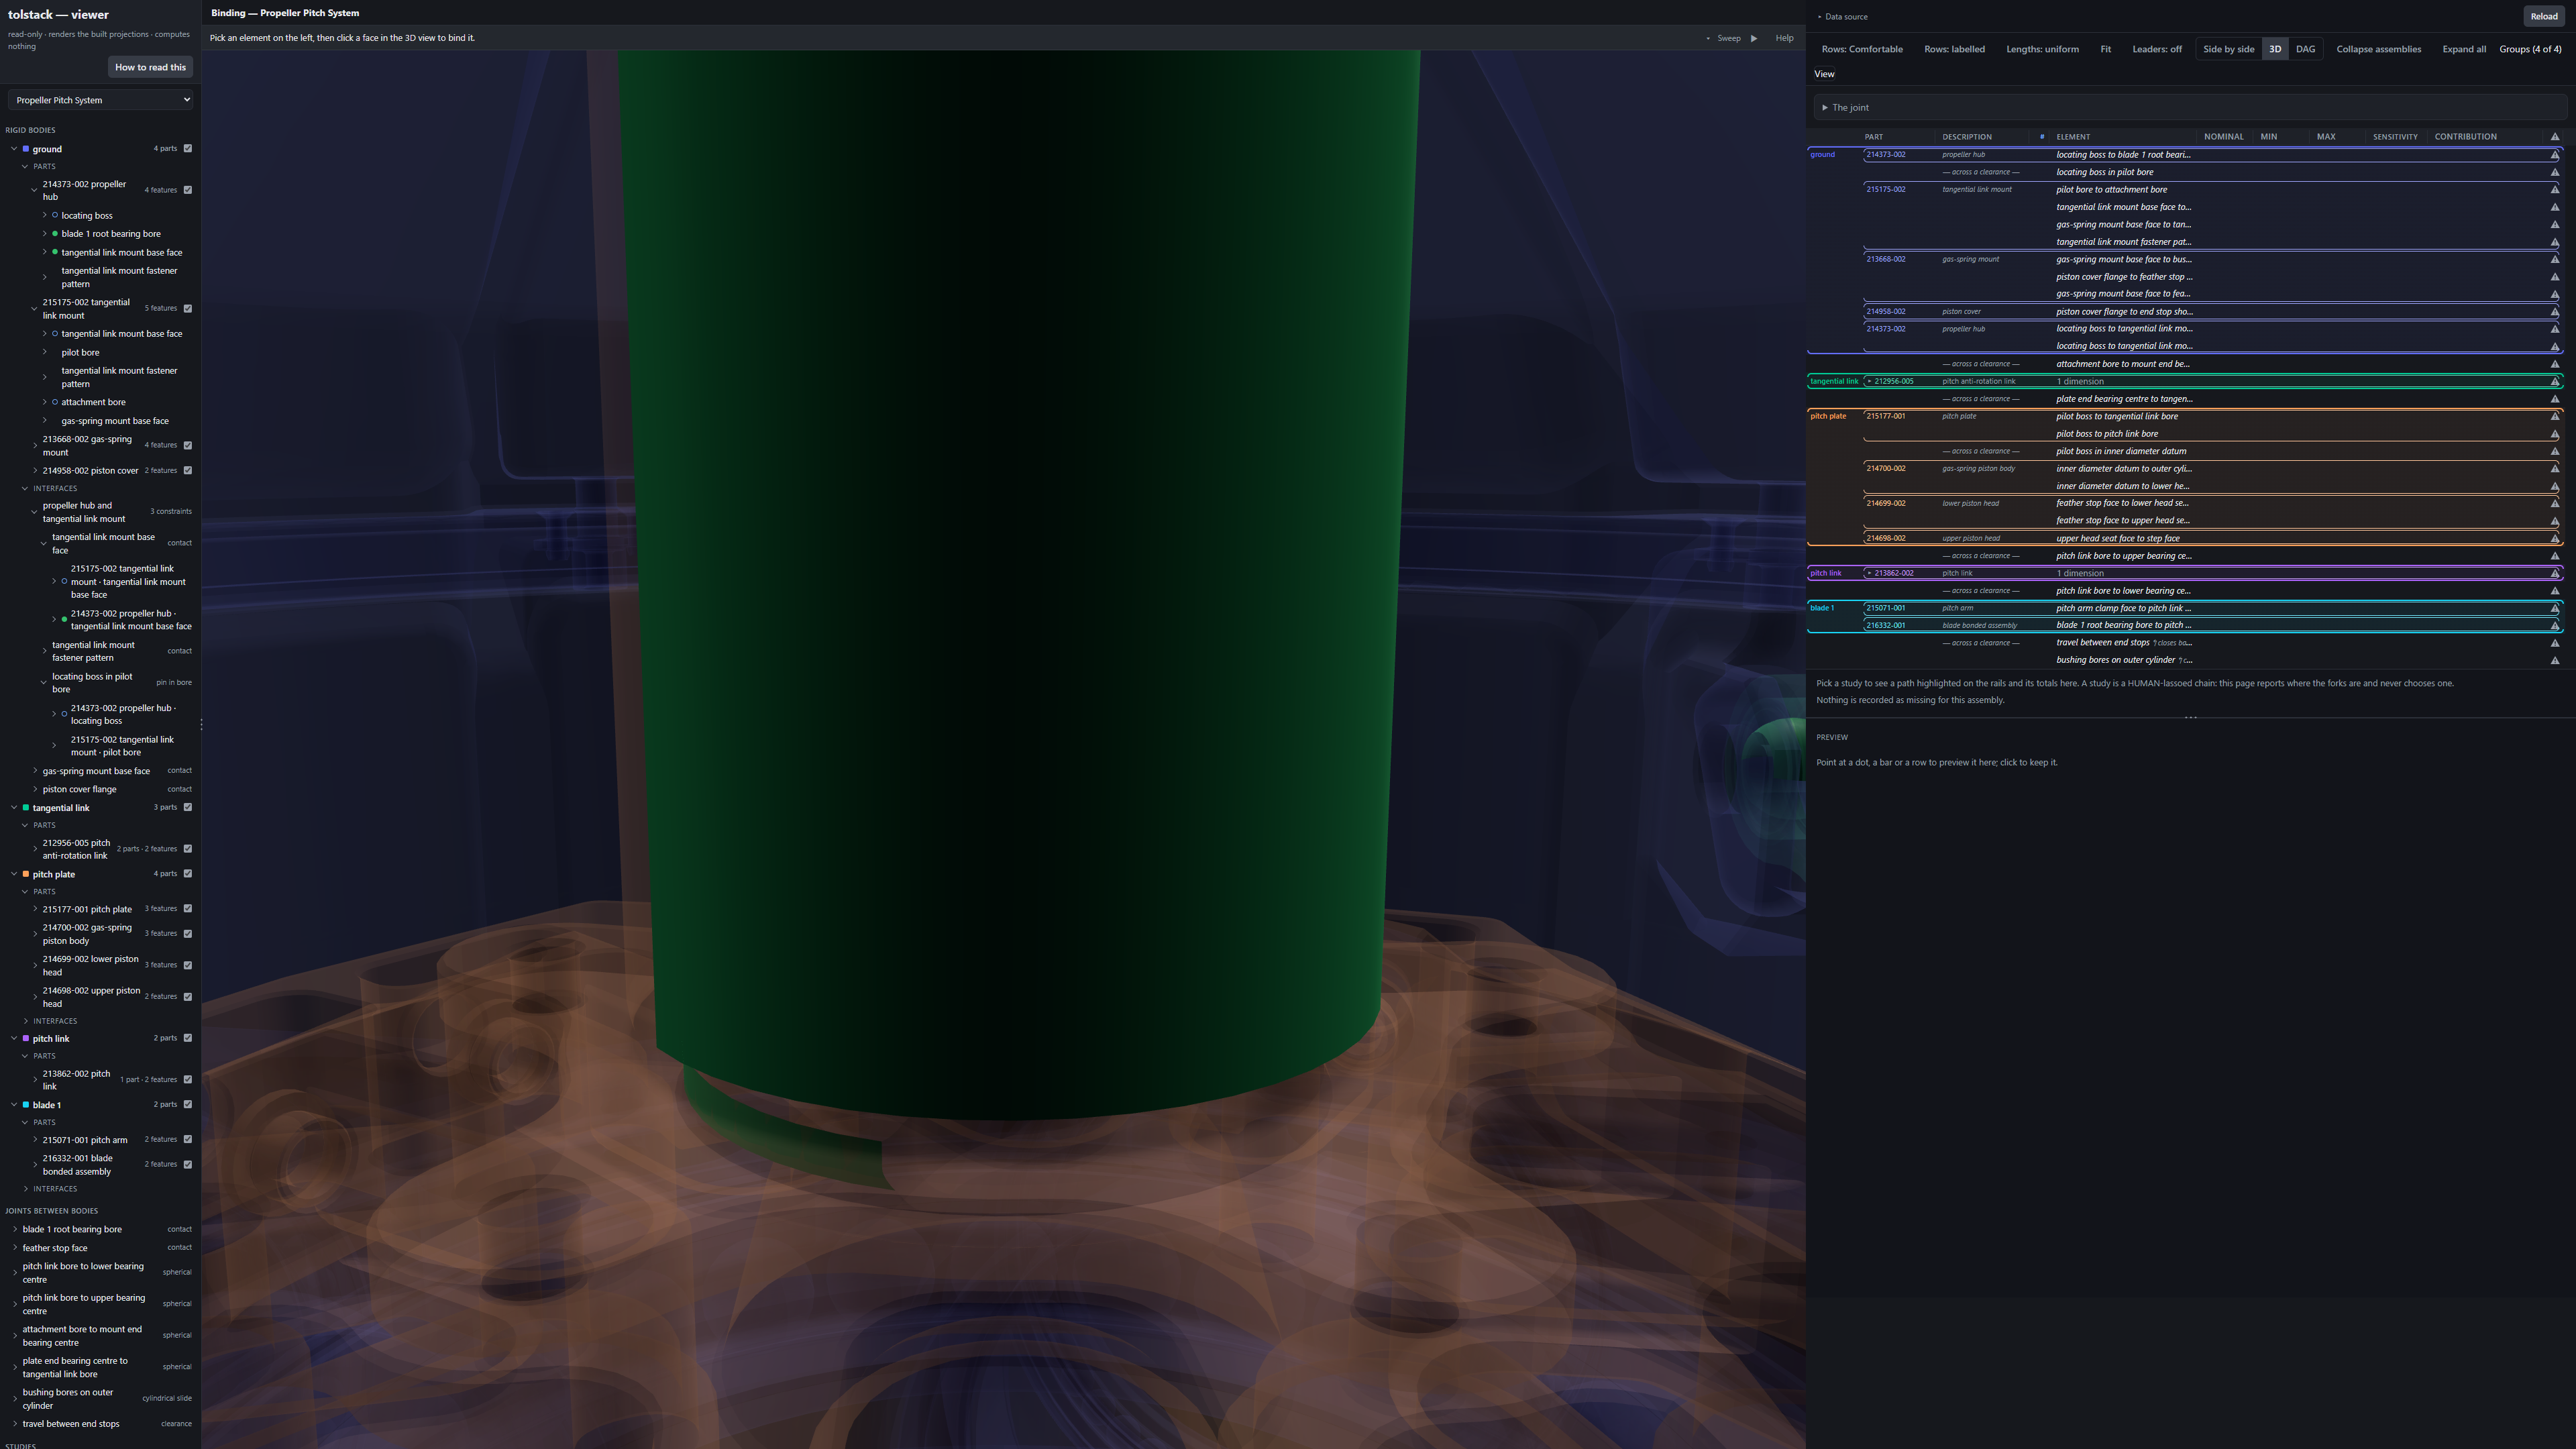 tolstack — viewer
read-only · renders the built projections · computes
nothing
How to read this
Propeller Pitch System
RIGID BODIES
ground 4 parts
PARTS
214373-002 propeller
hub 4 features
locating boss
blade 1 root bearing bore
tangential link mount base face
tangential link mount fastener
pattern
215175-002 tangential
link mount 5 features
tangential link mount base face
pilot bore
tangential link mount fastener
pattern
attachment bore
gas-spring mount base face
213668-002 gas-spring
mount 4 features
214958-002 piston cover 2 features
INTERFACES
propeller hub and
tangential link mount 3 constraints
tangential link mount base
face contact
215175-002 tangential link
mount · tangential link mount
base face
214373-002 propeller hub ·
tangential link mount base face
tangential link mount
fastener pattern contact
locating boss in pilot
bore pin in bore
214373-002 propeller hub ·
locating boss
215175-002 tangential link
mount · pilot bore
gas-spring mount base face contact
piston cover flange contact
tangential link 3 parts
PARTS
212956-005 pitch
anti-rotation link 2 parts · 2 features
pitch plate 4 parts
PARTS
215177-001 pitch plate 3 features
214700-002 gas-spring
piston body 3 features
214699-002 lower piston
head 3 features
214698-002 upper piston
head 2 features
INTERFACES
pitch link 2 parts
PARTS
213862-002 pitch
link 1 part · 2 features
blade 1 2 parts
PARTS
215071-001 pitch arm 2 features
216332-001 blade
bonded assembly 2 features
INTERFACES
JOINTS BETWEEN BODIES
blade 1 root bearing bore contact
feather stop face contact
pitch link bore to lower bearing
centre spherical
pitch link bore to upper bearing
centre spherical
attachment bore to mount end
bearing centre spherical
plate end bearing centre to
tangential link bore spherical
bushing bores on outer
cylinder cylindrical slide
travel between end stops clearance
STUDIES
Binding — Propeller Pitch System
Pick an element on the left, then click a face in the 3D view to bind it.
Sweep Help
Data source Reload
Rows: Comfortable Rows: labelled Lengths: uniform Fit Leaders: off Side by side 3D DAG Collapse assemblies Expand all Groups (4 of 4)
View
The joint
PART DESCRIPTION # ELEMENT NOMINAL MIN MAX SENSITIVITY CONTRIBUTION
ground 214373-002 propeller hub locating boss to blade 1 root beari...
— across a clearance — locating boss in pilot bore
215175-002 tangential link mount pilot bore to attachment bore
tangential link mount base face to...
gas-spring mount base face to tan...
tangential link mount fastener pat...
213668-002 gas-spring mount gas-spring mount base face to bus...
piston cover flange to feather stop ...
gas-spring mount base face to fea...
214958-002 piston cover piston cover flange to end stop sho...
214373-002 propeller hub locating boss to tangential link mo...
locating boss to tangential link mo...
— across a clearance — attachment bore to mount end be...
tangential link 212956-005 pitch anti-rotation link 1 dimension
— across a clearance — plate end bearing centre to tangen...
pitch plate 215177-001 pitch plate pilot boss to tangential link bore
pilot boss to pitch link bore
— across a clearance — pilot boss in inner diameter datum
214700-002 gas-spring piston body inner diameter datum to outer cyli...
inner diameter datum to lower he...
214699-002 lower piston head feather stop face to lower head se...
feather stop face to upper head se...
214698-002 upper piston head upper head seat face to step face
— across a clearance — pitch link bore to upper bearing ce...
pitch link 213862-002 pitch link 1 dimension
— across a clearance — pitch link bore to lower bearing ce...
blade 1 215071-001 pitch arm pitch arm clamp face to pitch link ...
216332-001 blade bonded assembly blade 1 root bearing bore to pitch ...
— across a clearance — travel between end stops closes ba...
bushing bores on outer cylinder c...
Pick a study to see a path highlighted on the rails and its totals here. A study is a HUMAN-lassoed chain: this page reports where the forks are and never chooses one.
Nothing is recorded as missing for this assembly.
PREVIEW
Point at a dot, a bar or a row to preview it here; click to keep it.